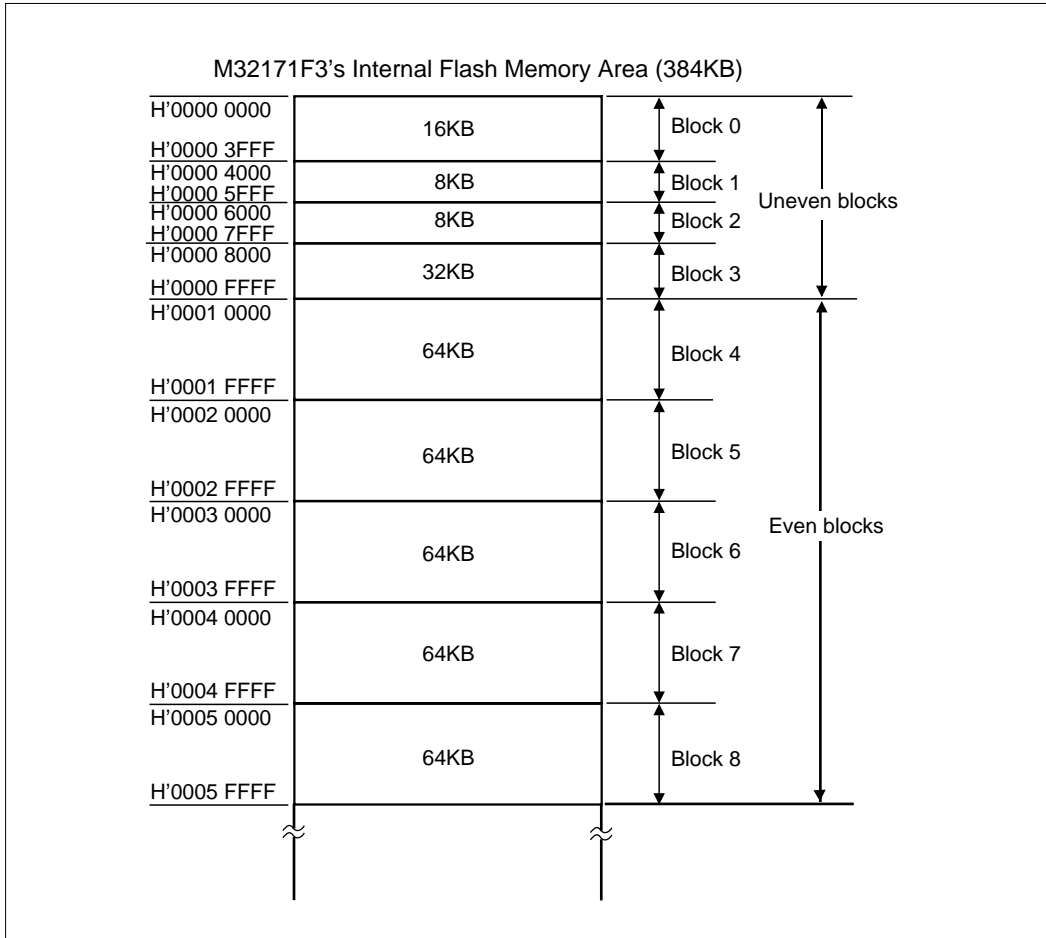 M32171F3's Internal Flash Memory Area (384KB)
H'0000 0000
16KB
Block 0
H'0000 3FFF
H'0000 4000
8KB
Block 1
H'0000 5FFF
Uneven blocks
H'0000 6000
8KB
Block 2
H'0000 7FFF
H'0000 8000
32KB
Block 3
H'0000 FFFF
H'0001 0000
64KB
Block 4
H'0001 FFFF
H'0002 0000
64KB
Block 5
H'0002 FFFF
H'0003 0000
Even blocks
64KB
Block 6
H'0003 FFFF
H'0004 0000
64KB
Block 7
H'0004 FFFF
H'0005 0000
64KB
Block 8
H'0005 FFFF